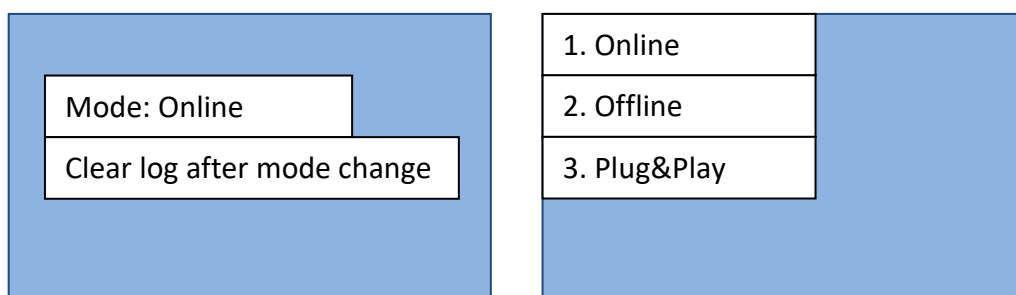 Mode: Online
Clear log after mode change
1. Online
2. Offline
3. Plug&Play